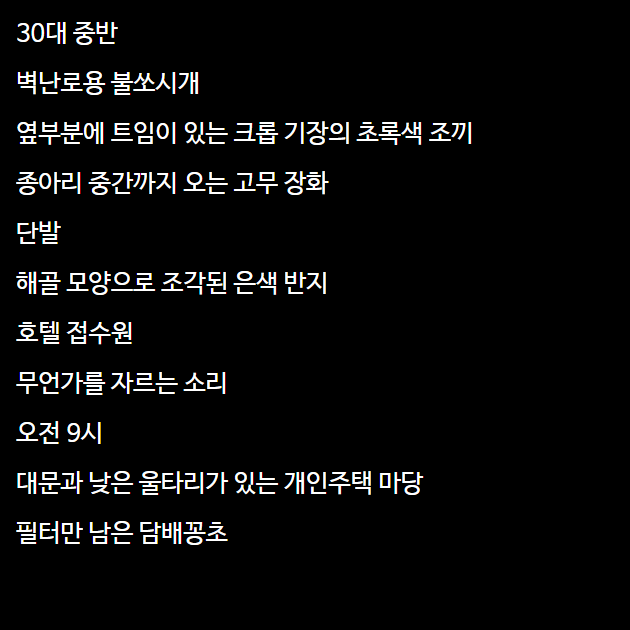 30대 중반
벽난로용 불쏘시개
옆부분에 트임이 있는 크롭 기장의 초록색 조끼
종아리 중간까지 오는 고무 장화
단발
해골 모양으로 조각된 은색 반지
호텔 접수원
무언가를 자르는 소리
오전 9시
대문과 낮은 울타리가 있는 개인주택 마당
필터만 남은 담배꽁초